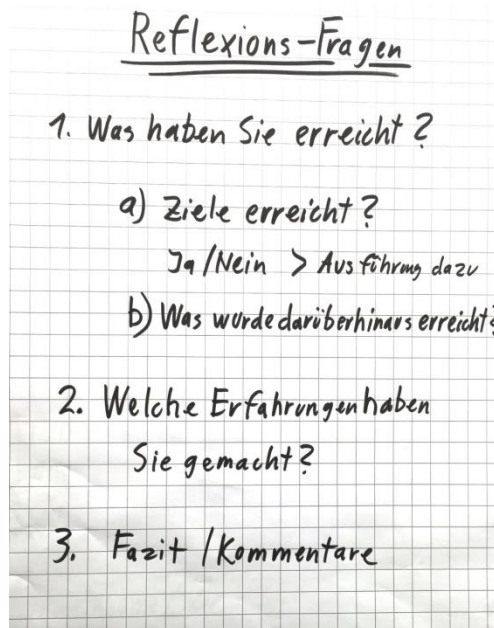 Reflexions-Fragen
1. Was haben Sie erreicht?
a) Ziele erreicht?
Ja/Nein > Ausführung dazu
b) Was wurde darüberhinaus erreicht?
2. Welche Erfahrungen haben
Sie gemacht?
3. Fazit / Kommentare